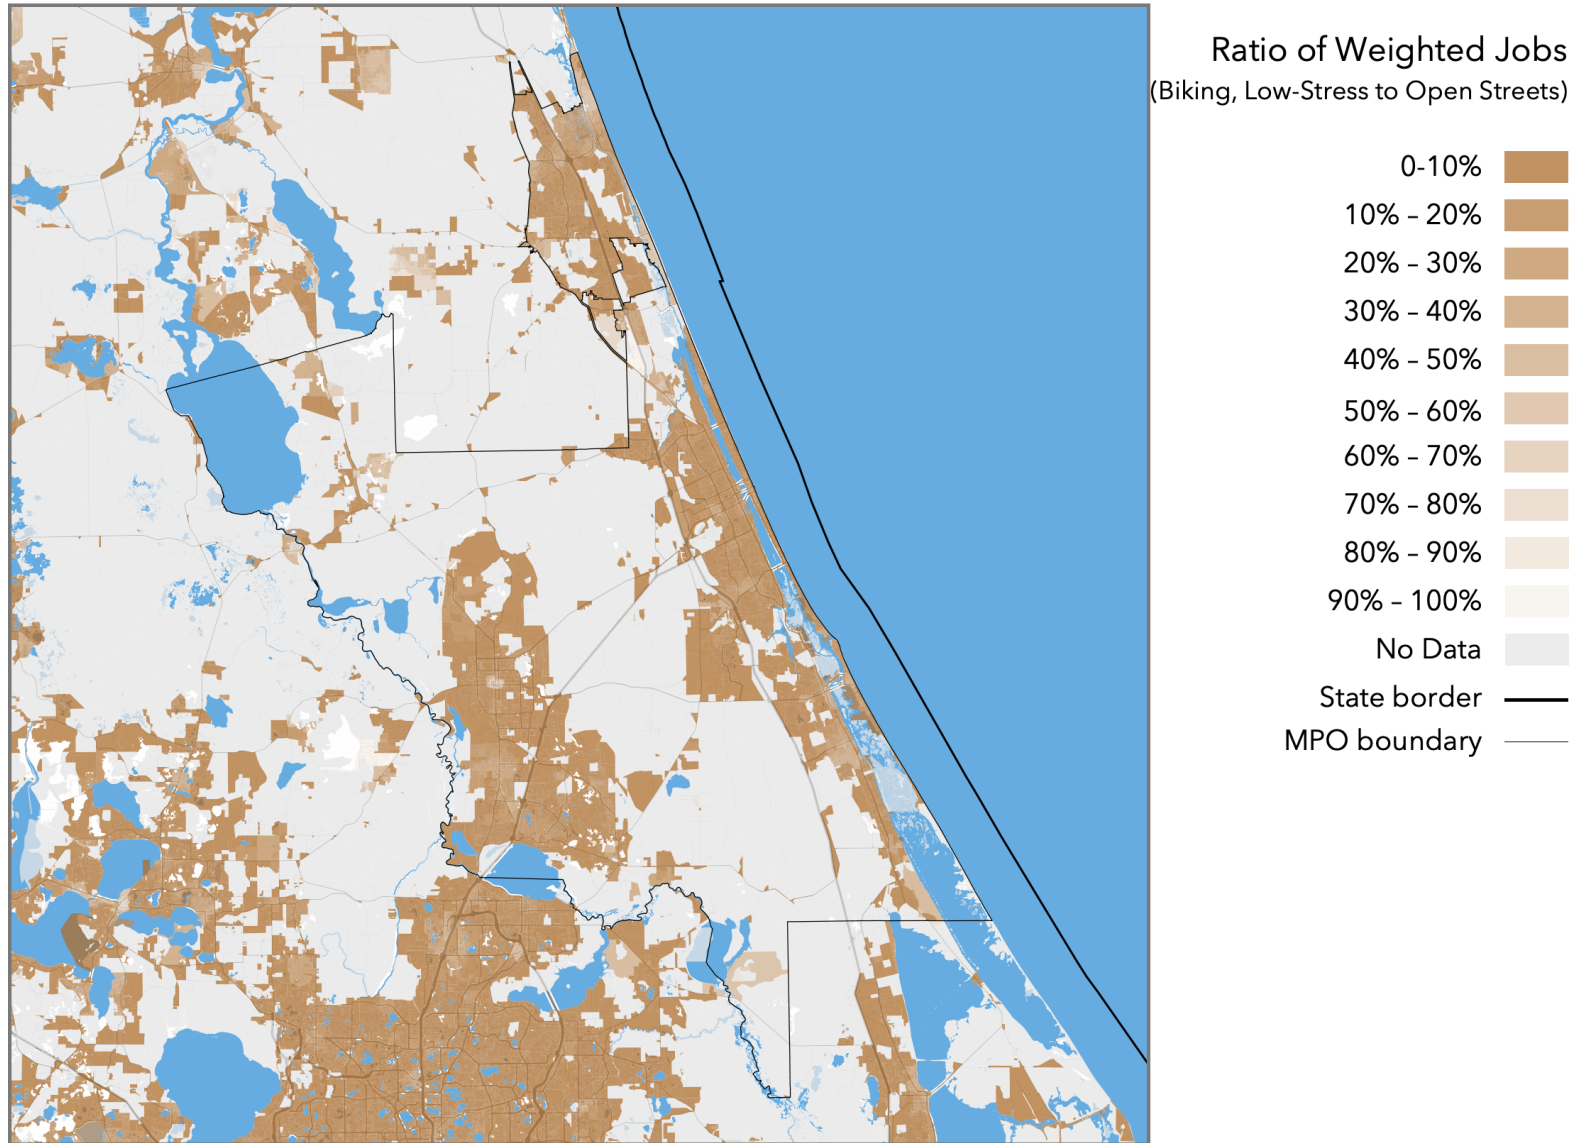 Ratio of Weighted Jobs
(Biking, Low-Stress to Open Streets)
0-10%
10% – 20%
20% – 30%
30% – 40%
40% – 50%
50% – 60%
60% – 70%
70% – 80%
80% – 90%
90% – 100%
No Data
State border
MPO boundary